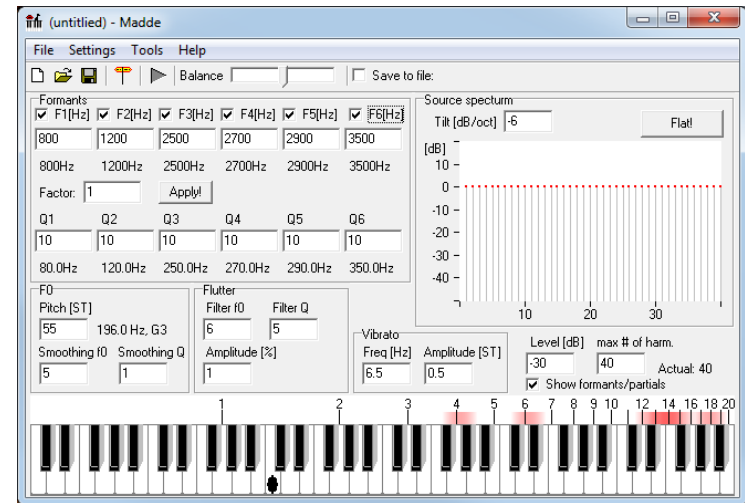 (untitlied) - Madde
File Settings Tools Help
Balance Save to file:
Formants
F1[Hz] F2[Hz] F3[Hz] F4[Hz] F5[Hz] F6[Hz]
800 1200 2500 2700 2900 3500
800Hz 1200Hz 2500Hz 2700Hz 2900Hz 3500Hz
Factor: 1 Apply!
Q1 Q2 Q3 Q4 Q5 Q6
10 10 10 10 10 10
80.0Hz 120.0Hz 250.0Hz 270.0Hz 290.0Hz 350.0Hz
Source specturm
Tilt [dB/oct] -6 Flat!
[dB]
10
0
-10
-20
-30
-40
10 20 30
F0
Pitch [ST]
55 196.0 Hz, G3
Smoothing f0 Smoothing Q
5 1
Flutter
Filter f0 Filter Q
6 5
Amplitude [%]
1
Vibrato
Freq [Hz] Amplitude [ST]
6.5 0.5
Level [dB] max # of harm.
-30 40 Actual: 40
Show formants/partials
1 2 3 4 5 6 7 8 9 10 12 14 16 18 20